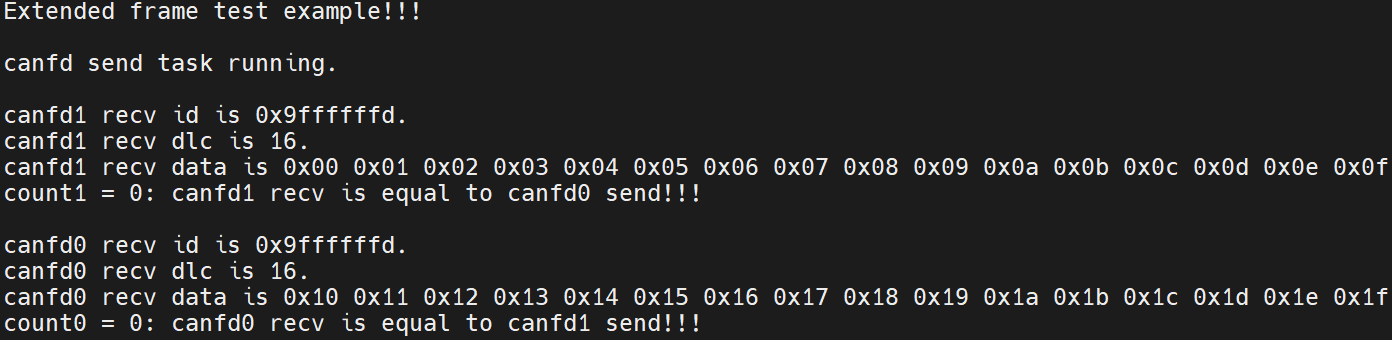 Extended frame test example!!!
canfd send task running.
canfd1 recv id is 0x9ffffffd.
canfd1 recv dlc is 16.
canfd1 recv data is 0x00 0x01 0x02 0x03 0x04 0x05 0x06 0x07 0x08 0x09 0x0a 0x0b 0x0c 0x0d 0x0e 0x0f
count1 = 0: canfd1 recv is equal to canfd0 send!!!
canfd0 recv id is 0x9ffffffd.
canfd0 recv dlc is 16.
canfd0 recv data is 0x10 0x11 0x12 0x13 0x14 0x15 0x16 0x17 0x18 0x19 0x1a 0x1b 0x1c 0x1d 0x1e 0x1f
count0 = 0: canfd0 recv is equal to canfd1 send!!!